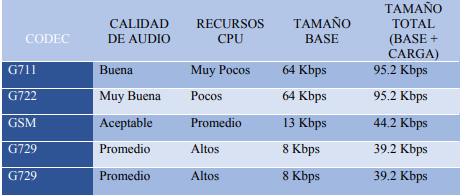 CODEC CALIDAD DE AUDIO RECURSOS CPU TAMAÑO BASE TAMAÑO TOTAL (BASE + CARGA)
G711 Buena Muy Pocos 64 Kbps 95.2 Kbps
G722 Muy Buena Pocos 64 Kbps 95.2 Kbps
GSM Aceptable Promedio 13 Kbps 44.2 Kbps
G729 Promedio Altos 8 Kbps 39.2 Kbps
G729 Promedio Altos 8 Kbps 39.2 Kbps